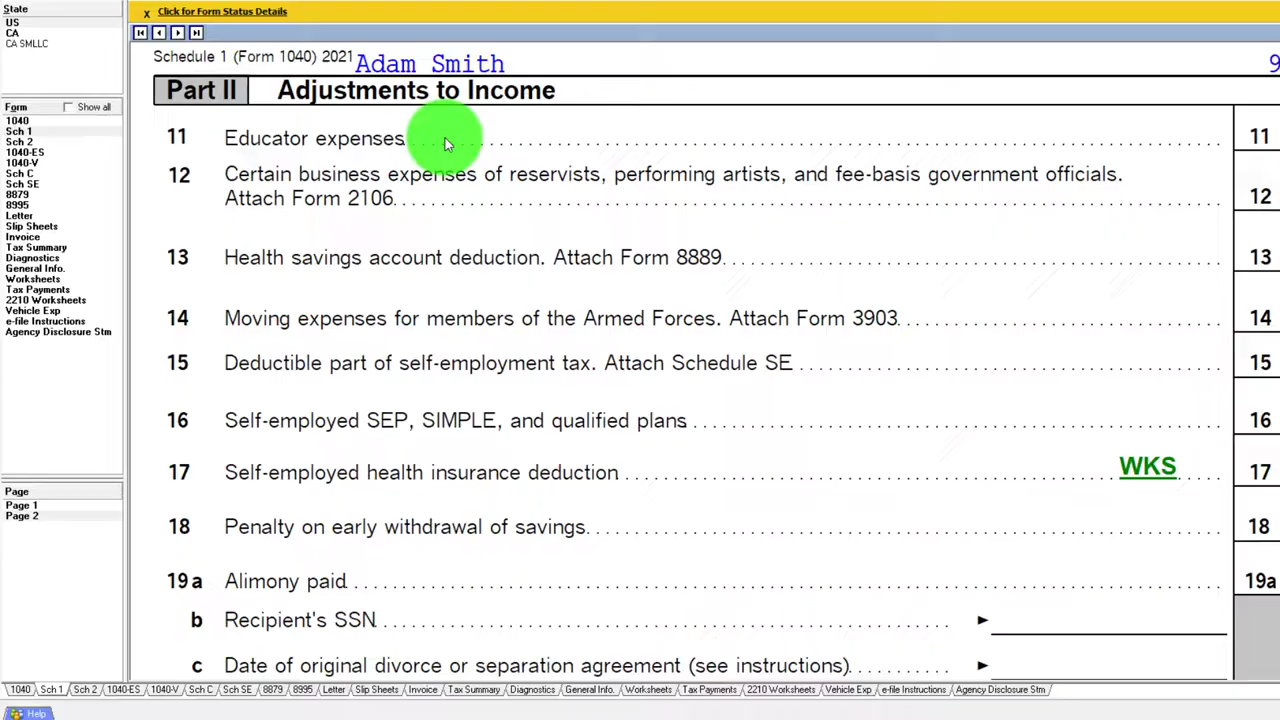 State
US
CA
CA SMLLC
Form Show all
1040
Sch 1
Sch 2
1040-ES
1040-V
Sch C
Sch SE
8879
8995
Letter
Slip Sheets
Invoice
Tax Summary
Diagnostics
General Info.
Worksheets
Tax Payments
2210 Worksheets
Vehicle Exp
e-file Instructions
Agency Disclosure Stm
Page
Page 1
Page 2
x Click for Form Status Details
Schedule 1 (Form 1040) 2021 Adam Smith 9
Part II Adjustments to Income
11 Educator expenses 11
12 Certain business expenses of reservists, performing artists, and fee-basis government officials.
Attach Form 2106 12
13 Health savings account deduction. Attach Form 8889 13
14 Moving expenses for members of the Armed Forces. Attach Form 3903 14
15 Deductible part of self-employment tax. Attach Schedule SE 15
16 Self-employed SEP, SIMPLE, and qualified plans 16
17 Self-employed health insurance deduction WKS 17
18 Penalty on early withdrawal of savings 18
19a Alimony paid 19a
b Recipient's SSN
c Date of original divorce or separation agreement (see instructions)
1040 Sch 1 Sch 2 1040-ES 1040-V Sch C Sch SE 8879 8995 Letter Slip Sheets Invoice Tax Summary Diagnostics General Info. Worksheets Tax Payments 2210 Worksheets Vehicle Exp e-file Instructions Agency Disclosure Stm
Help